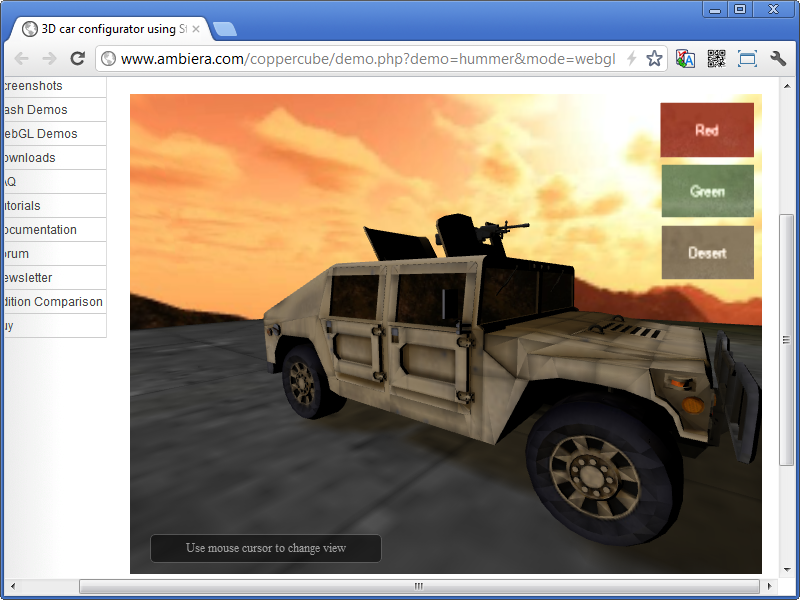 3D car configurator using St
www.ambiera.com/coppercube/demo.php?demo=hummer&mode=webgl
creenshots
ash Demos
ebGL Demos
ownloads
AQ
utorials
ocumentation
orum
ewsletter
dition Comparison
uy
Red
Green
Desert
Use mouse cursor to change view